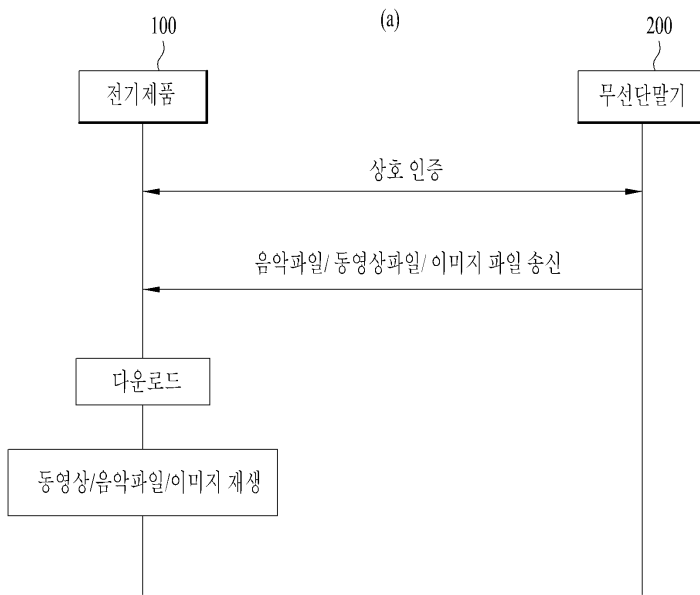 100
(a)
200
전기제품
무선단말기
상호 인증
음악파일/ 동영상파일/ 이미지 파일 송신
다운로드
동영상/음악파일/이미지 재생